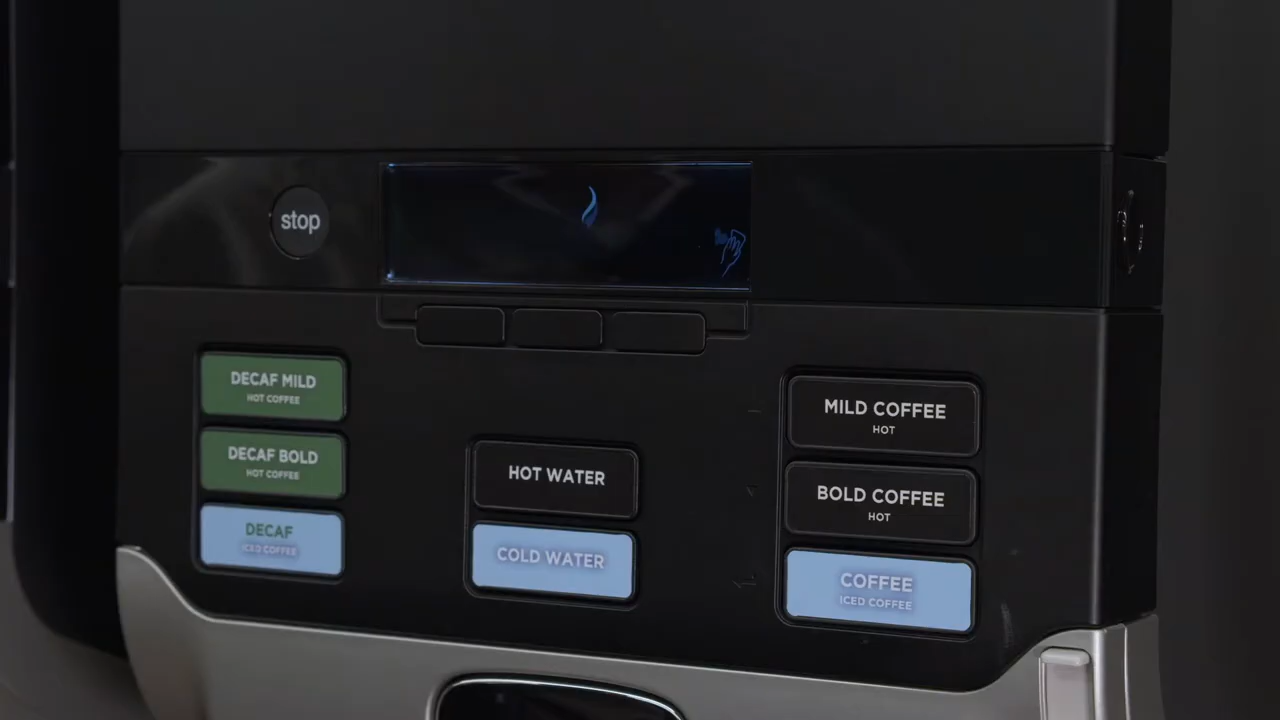 stop
DECAF MILD
HOT COFFEE
DECAF BOLD
HOT COFFEE
DECAF
ICED COFFEE
HOT WATER
COLD WATER
MILD COFFEE
HOT
BOLD COFFEE
HOT
COFFEE
ICED COFFEE